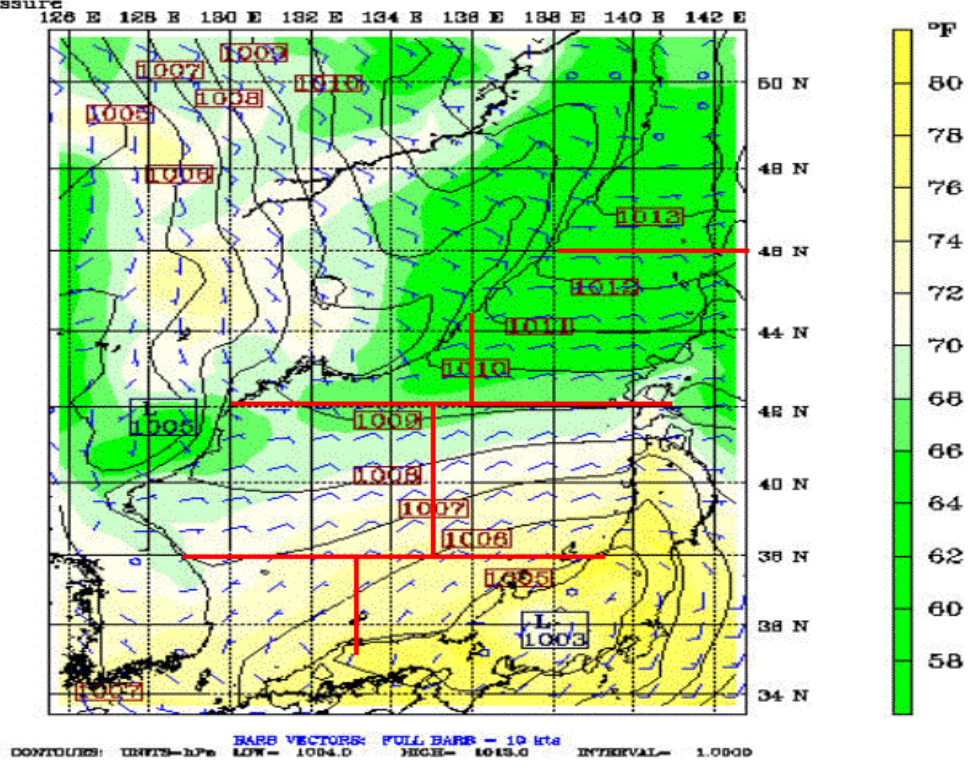 ssure
126 E 128 E 130 E 132 E 134 E 136 E 138 E 140 E 142 E
°F
1009
1007
1010
50 N
80
1008
1005
78
1006
48 N
76
1013
46 N
74
1012
72
1011
44 N
70
1010
68
L
1005
42 N
1009
66
1008
40 N
64
1007
1006
62
38 N
1005
60
L
1003
36 N
58
1007
34 N
BARB VECTORS: FULL BARB = 10 kts
CONTOURS: UNITS=hPa LOW= 1004.0 HIGH= 1013.0 INTERVAL= 1.0000